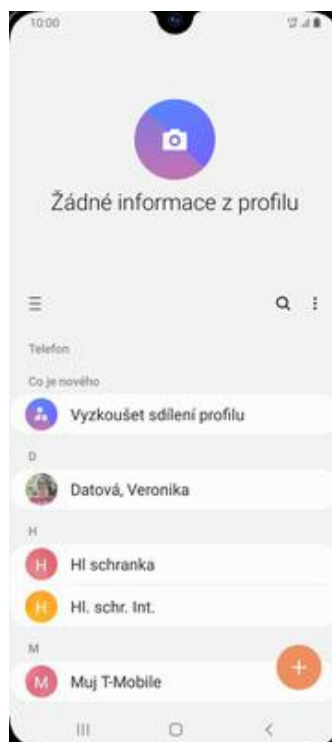 10:00
Žádné informace z profilu
Telefon
Co je nového
Vyzkoušet sdílení profilu
D
Datová, Veronika
H
H
Hl schranka
H
Hl. schr. Int.
M
M
Muj T-Mobile